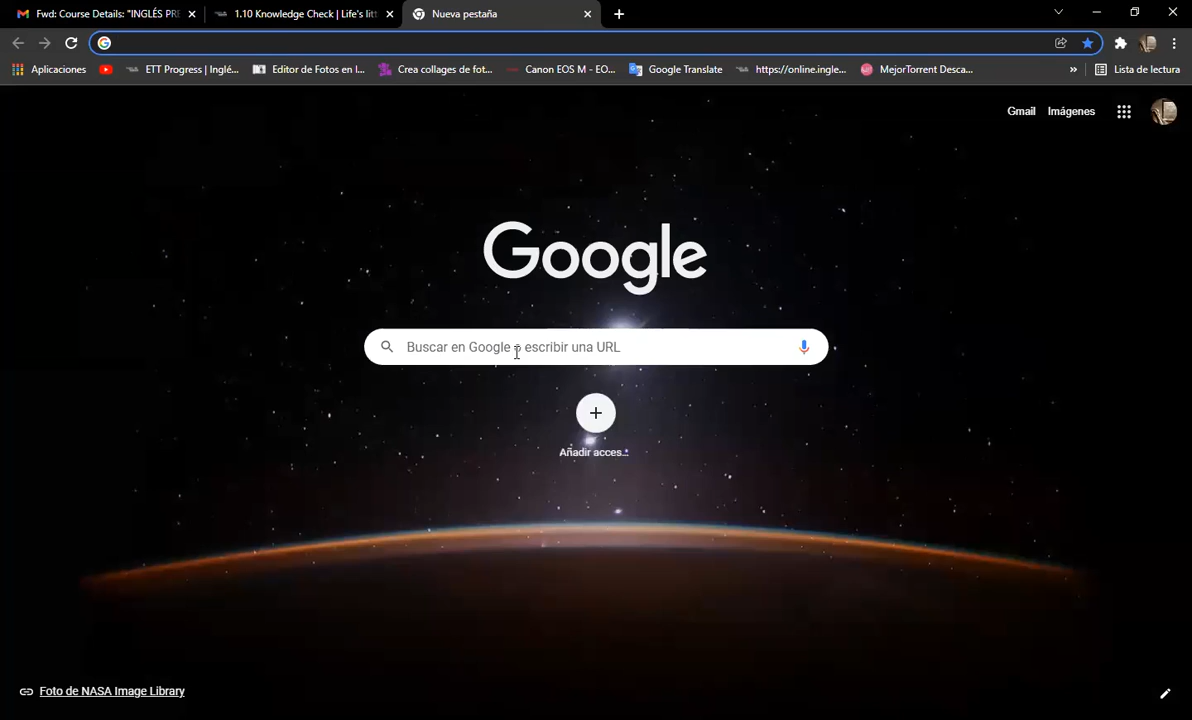 Fwd: Course Details: "INGLÉS PRE
1.10 Knowledge Check | Life's litt
Nueva pestaña
Aplicaciones
ETT Progress | Inglé...
Editor de Fotos en l...
Crea collages de fot...
Canon EOS M - EO...
Google Translate
https://online.ingle...
MejorTorrent Desca...
»
Lista de lectura
Gmail
Imágenes
Google
Buscar en Google o escribir una URL
Añadir acces...
Foto de NASA Image Library